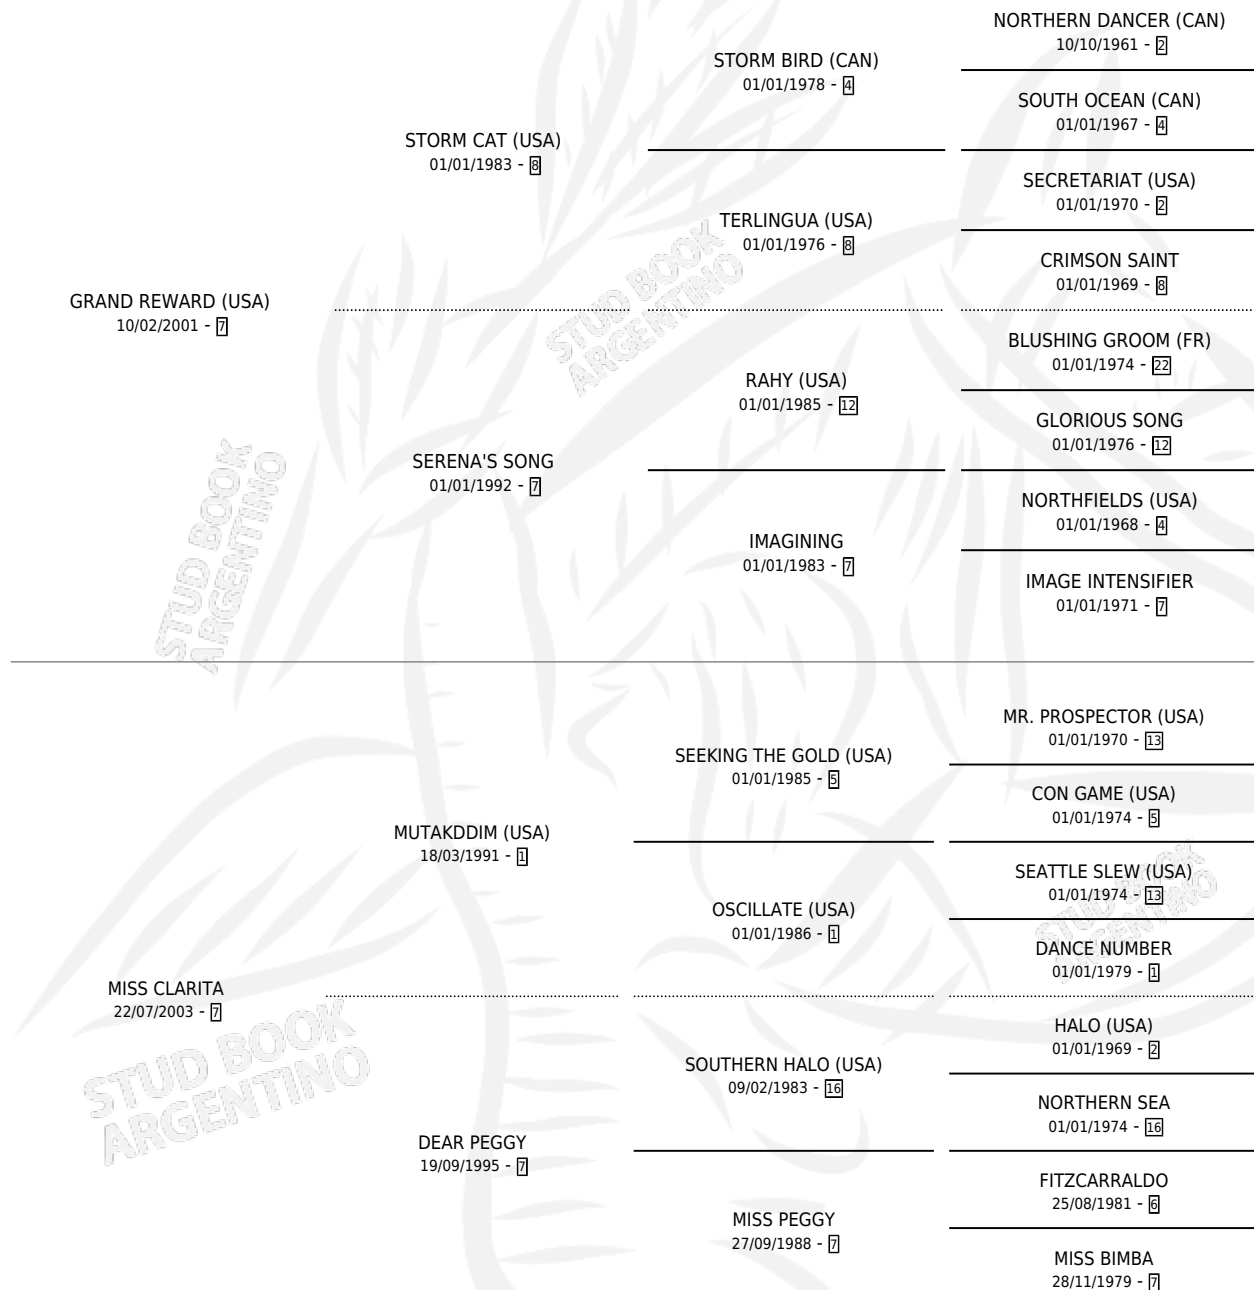 NORTHERN DANCER (CAN)
10/10/1961 - 2
STORM BIRD (CAN)
01/01/1978 - 4
SOUTH OCEAN (CAN)
01/01/1967 - 4
STORM CAT (USA)
01/01/1983 - 8
SECRETARIAT (USA)
01/01/1970 - 2
TERLINGUA (USA)
01/01/1976 - 8
CRIMSON SAINT
01/01/1969 - 8
GRAND REWARD (USA)
10/02/2001 - 7
STUD BOOK
ARGENTINO
BLUSHING GROOM (FR)
01/01/1974 - 22
RAHY (USA)
01/01/1985 - 12
GLORIOUS SONG
01/01/1976 - 12
SERENA'S SONG
01/01/1992 - 7
NORTHFIELDS (USA)
01/01/1968 - 4
IMAGINING
01/01/1983 - 7
IMAGE INTENSIFIER
01/01/1971 - 7
STUD BOOK
ARGENTINO
MR. PROSPECTOR (USA)
01/01/1970 - 13
SEEKING THE GOLD (USA)
01/01/1985 - 5
CON GAME (USA)
01/01/1974 - 5
MUTAKDDIM (USA)
18/03/1991 - 1
SEATTLE SLEW (USA)
01/01/1974 - 13
OSCILLATE (USA)
01/01/1986 - 1
DANCE NUMBER
01/01/1979 - 1
STUD BOOK
ARGENTINO
MISS CLARITA
22/07/2003 - 7
HALO (USA)
01/01/1969 - 2
SOUTHERN HALO (USA)
09/02/1983 - 16
NORTHERN SEA
01/01/1974 - 16
STUD BOOK
ARGENTINO
DEAR PEGGY
19/09/1995 - 7
FITZCARRALDO
25/08/1981 - 6
MISS PEGGY
27/09/1988 - 7
MISS BIMBA
28/11/1979 - 7